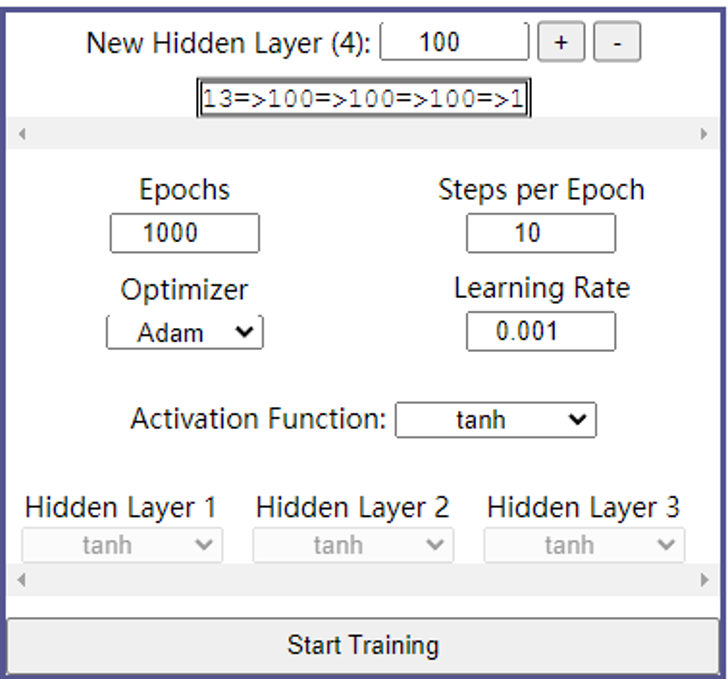 New Hidden Layer (4): 100 + -
13=>100=>100=>100=>1
Epochs Steps per Epoch
1000 10
Optimizer Learning Rate
Adam 0.001
Activation Function: tanh
Hidden Layer 1 Hidden Layer 2 Hidden Layer 3
tanh tanh tanh
Start Training